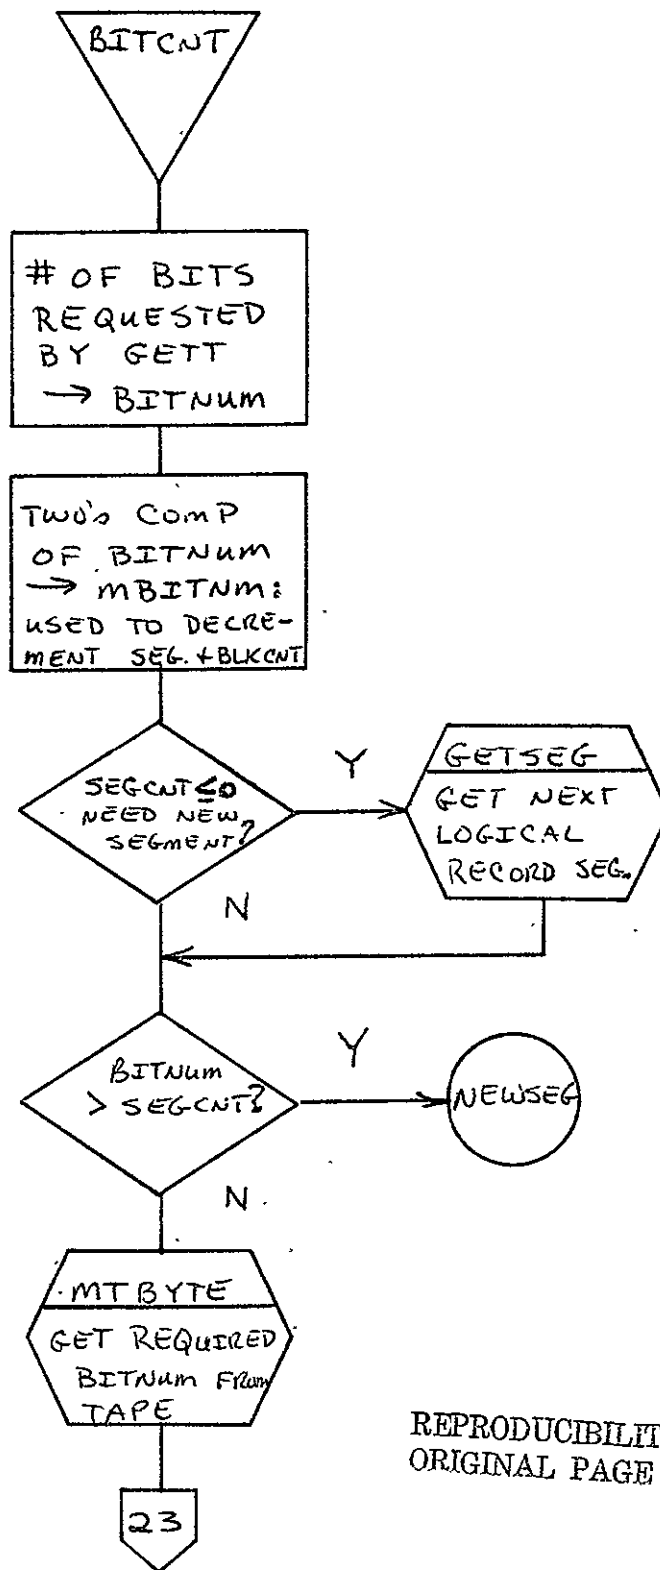 BITCNT
# OF BITS
REQUESTED
BY GETT
→ BITNUM
TWO's COMP
OF BITNUM
→ MBITNM:
USED TO DECRE-
MENT SEG. + BLKCNT
SEGCNT ≤ 0
NEED NEW
SEGMENT?
Y
GETSEG
GET NEXT
LOGICAL
RECORD SEG.
N
BITNUM
> SEGCNT?
Y
NEWSEG
N
MTBYTE
GET REQUIRED
BITNUM FROM
TAPE
23
REPRODUCIBILIT
ORIGINAL PAGE